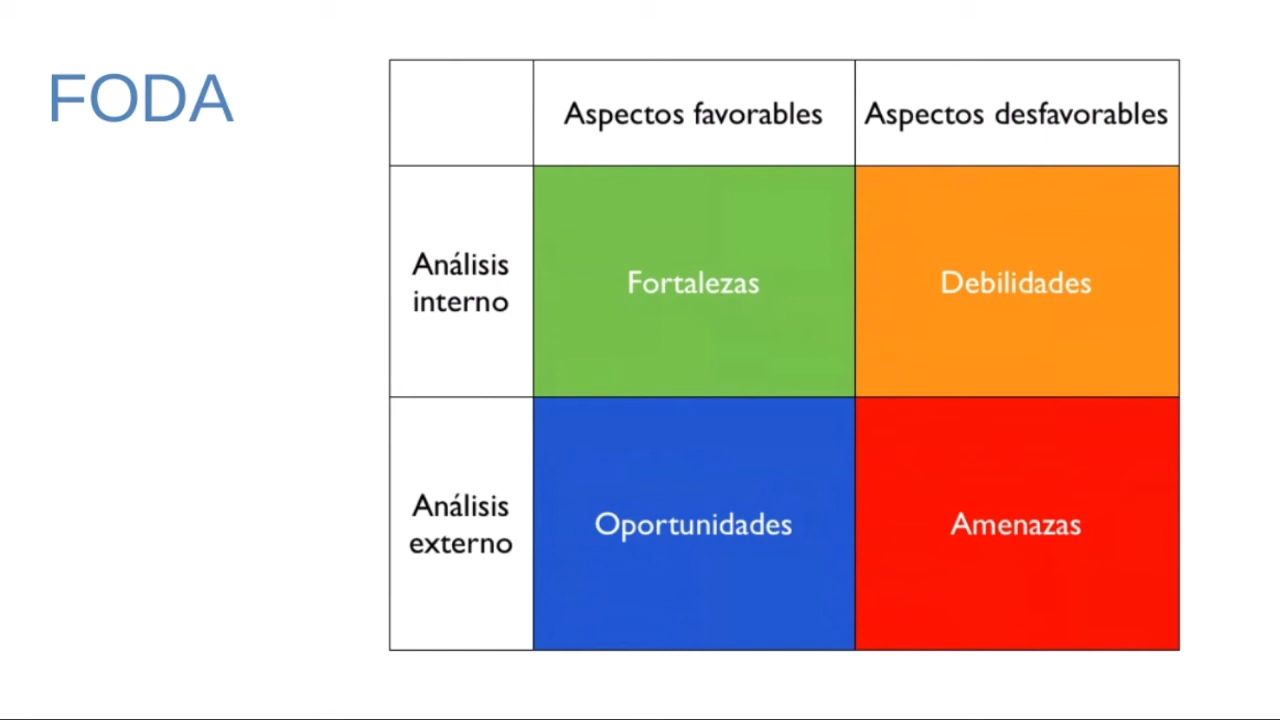 FODA
Aspectos favorables
Aspectos desfavorables
Análisis
interno
Fortalezas
Debilidades
Análisis
externo
Oportunidades
Amenazas